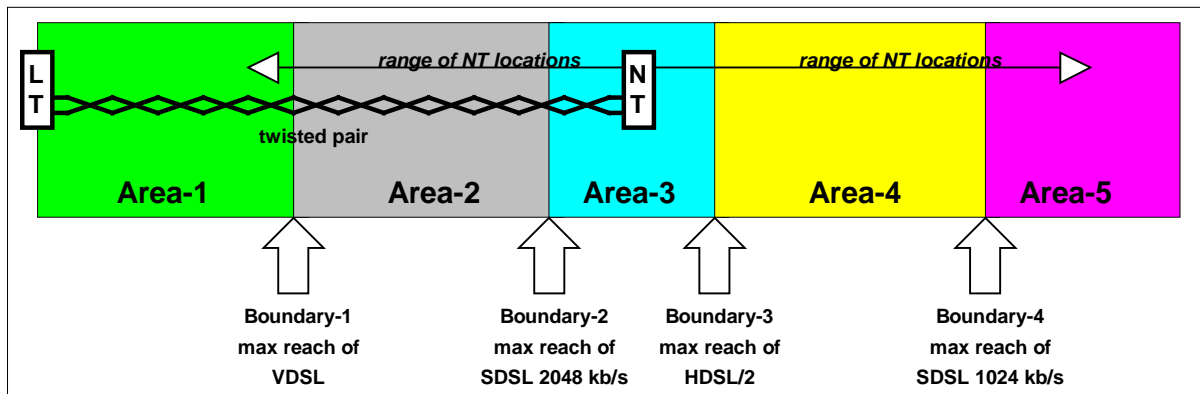 range of NT locations
range of NT locations
L
T
N
T
twisted pair
Area-1
Area-2
Area-3
Area-4
Area-5
Boundary-1
max reach of
VDSL
Boundary-2
max reach of
SDSL 2048 kb/s
Boundary-3
max reach of
HDSL/2
Boundary-4
max reach of
SDSL 1024 kb/s